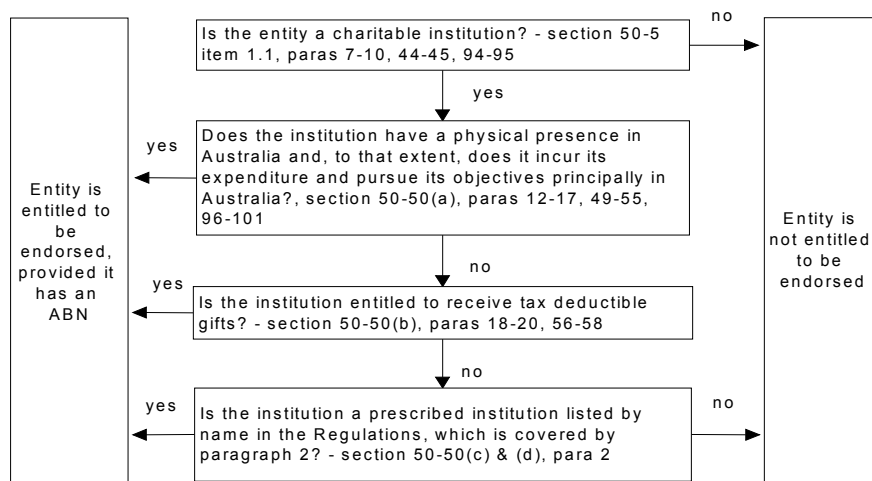 Is the entity a charitable institution? - section 50-5
item 1.1, paras 7-10, 44-45, 94-95
no
yes
Does the institution have a physical presence in
Australia and, to that extent, does it incur its
expenditure and pursue its objectives principally in
Australia?, section 50-50(a), paras 12-17, 49-55,
96-101
yes
Entity is
entitled to
be
endorsed,
provided it
has an
ABN
Entity is
not entitled
to be
endorsed
no
yes
Is the institution entitled to receive tax deductible
gifts? - section 50-50(b), paras 18-20, 56-58
no
yes
Is the institution a prescribed institution listed by
name in the Regulations, which is covered by
paragraph 2? - section 50-50(c) & (d), para 2
no